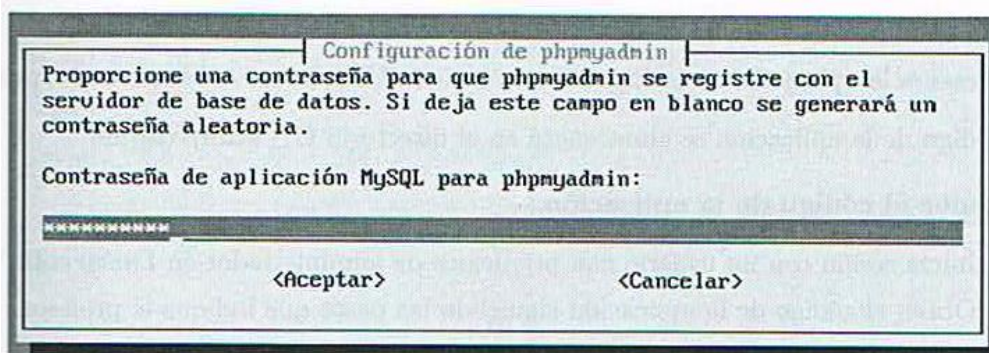 Configuración de phpmyadmin
Proporcione una contraseña para que phpmyadmin se registre con el
servidor de base de datos. Si deja este campo en blanco se generará un
contraseña aleatoria.
Contraseña de aplicación MySQL para phpmyadmin:
**********
<Aceptar> <Cancelar>